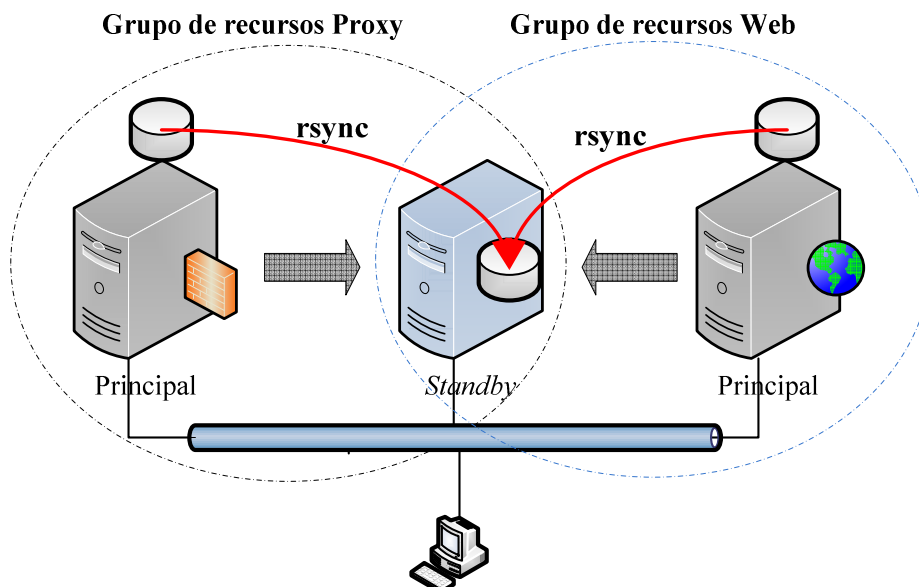 Grupo de recursos Proxy
Grupo de recursos Web
rsync
rsync
Principal
Standby
Principal